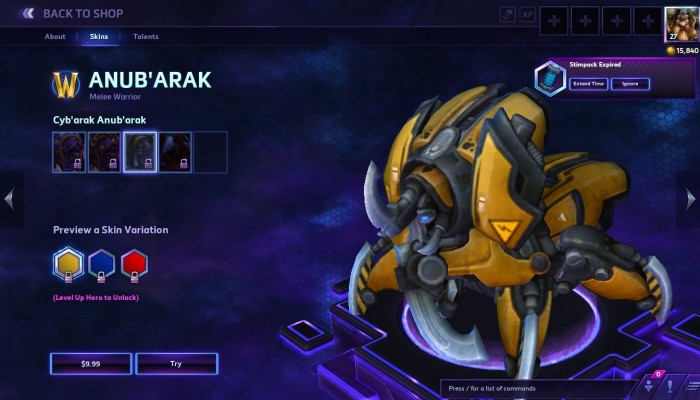 BACK TO SHOP
XP
27
15,840
About
Skins
Talents
Stimpack Expired
Extend Time
Ignore
W
ANUB'ARAK
Melee Warrior
Cyb'arak Anub'arak
Preview a Skin Variation
(Level Up Hero to Unlock)
$9.99
Try
Press / for a list of commands
0